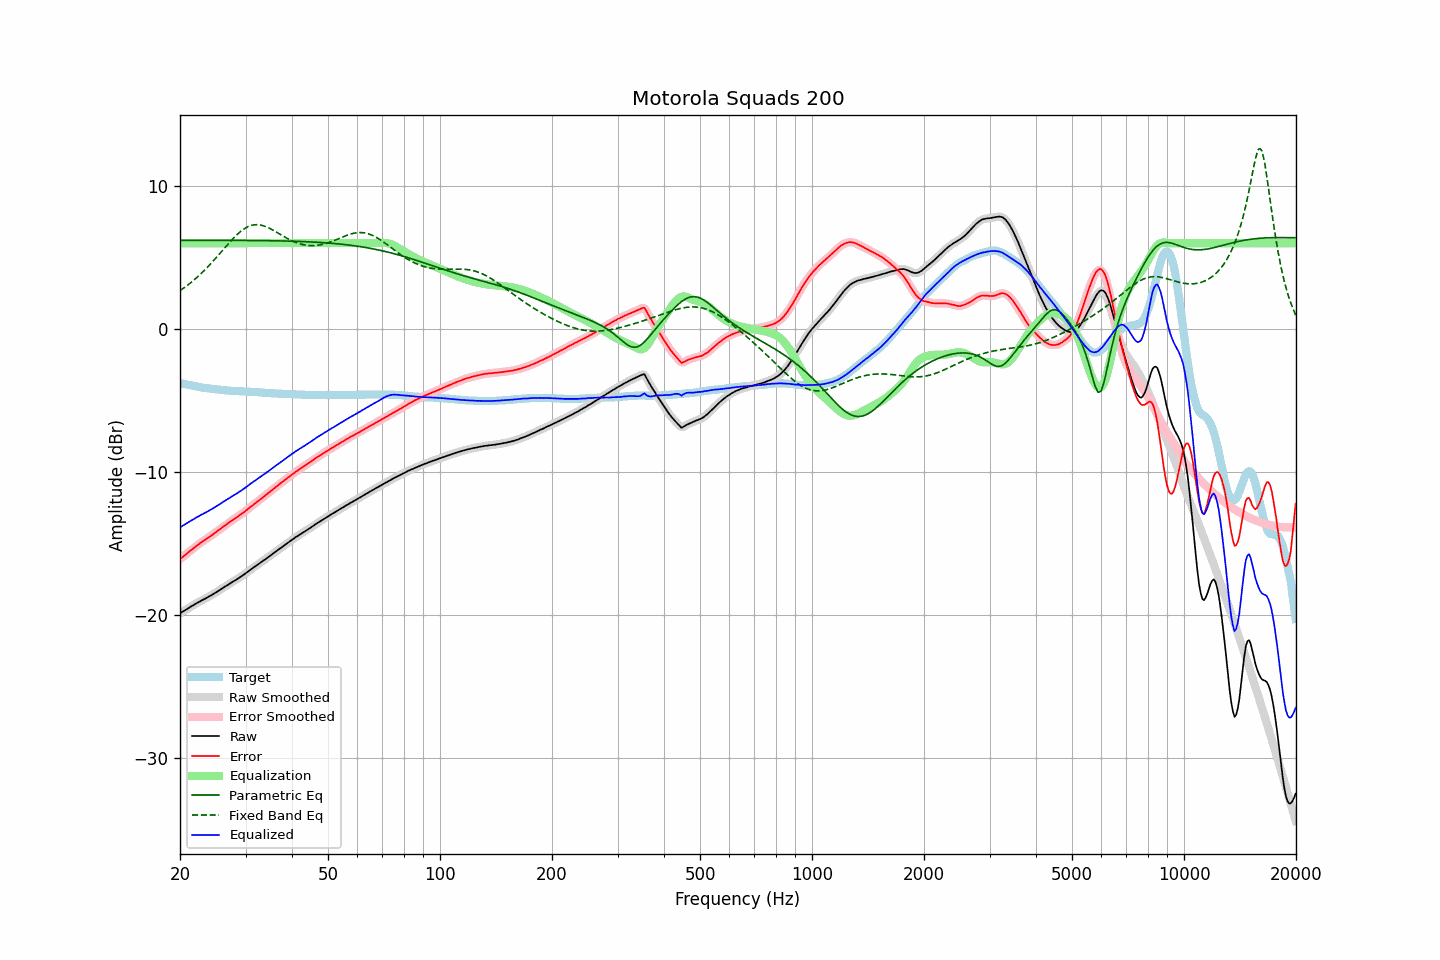 Motorola Squads 200
Amplitude (dBr)
10
0
−10
−20
−30
Target
Raw Smoothed
Error Smoothed
Raw
Error
Equalization
Parametric Eq
Fixed Band Eq
Equalized
20 50 100 200 500 1000 2000 5000 10000 20000
Frequency (Hz)